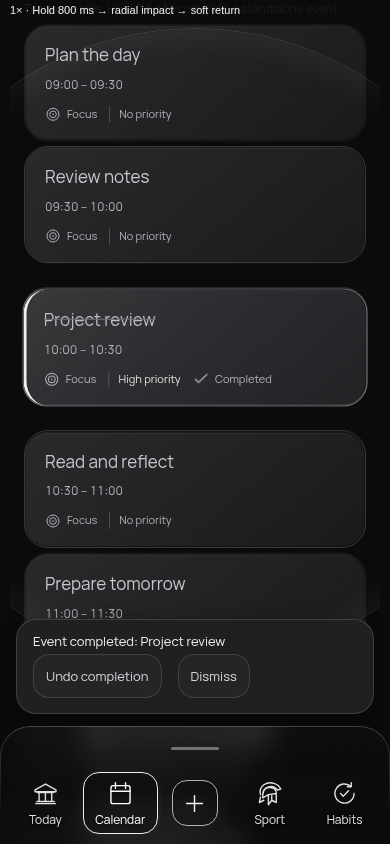 1× · Hold 800 ms → radial impact → soft return
standalone event.
Plan the day
09:00 – 09:30
Focus
No priority
Review notes
09:30 – 10:00
Focus
No priority
Project review
10:00 – 10:30
Focus
High priority
Completed
Read and reflect
10:30 – 11:00
Focus
No priority
Prepare tomorrow
11:00 – 11:30
Event completed: Project review
Undo completion
Dismiss
Today
Calendar
Sport
Habits